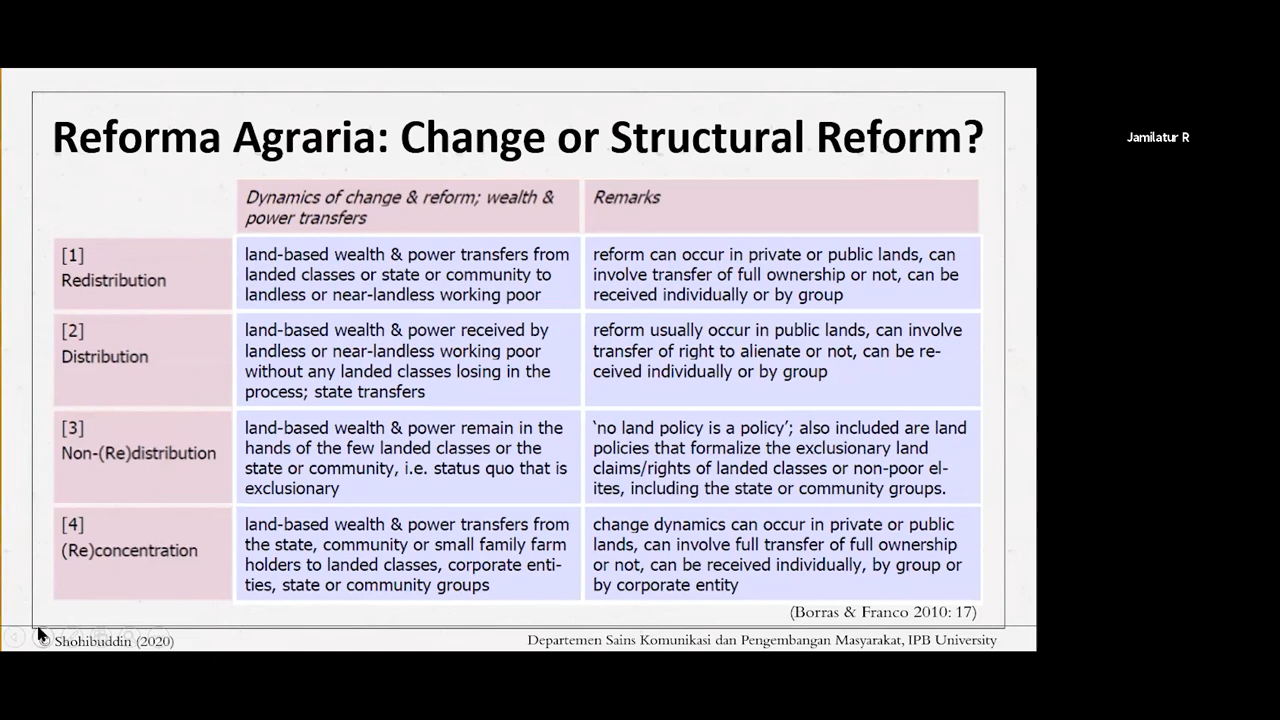 Reforma Agraria: Change or Structural Reform?
Jamilatur R
Dynamics of change & reform; wealth &
power transfers
Remarks
[1]
Redistribution
land-based wealth & power transfers from
landed classes or state or community to
landless or near-landless working poor
reform can occur in private or public lands, can
involve transfer of full ownership or not, can be
received individually or by group
[2]
Distribution
land-based wealth & power received by
landless or near-landless working poor
without any landed classes losing in the
process; state transfers
reform usually occur in public lands, can involve
transfer of right to alienate or not, can be re-
ceived individually or by group
[3]
Non-(Re)distribution
land-based wealth & power remain in the
hands of the few landed classes or the
state or community, i.e. status quo that is
exclusionary
‘no land policy is a policy’; also included are land
policies that formalize the exclusionary land
claims/rights of landed classes or non-poor el-
ites, including the state or community groups.
[4]
(Re)concentration
land-based wealth & power transfers from
the state, community or small family farm
holders to landed classes, corporate enti-
ties, state or community groups
change dynamics can occur in private or public
lands, can involve full transfer of full ownership
or not, can be received individually, by group or
by corporate entity
(Borras & Franco 2010: 17)
© Shohibuddin (2020)
Departemen Sains Komunikasi dan Pengembangan Masyarakat, IPB University